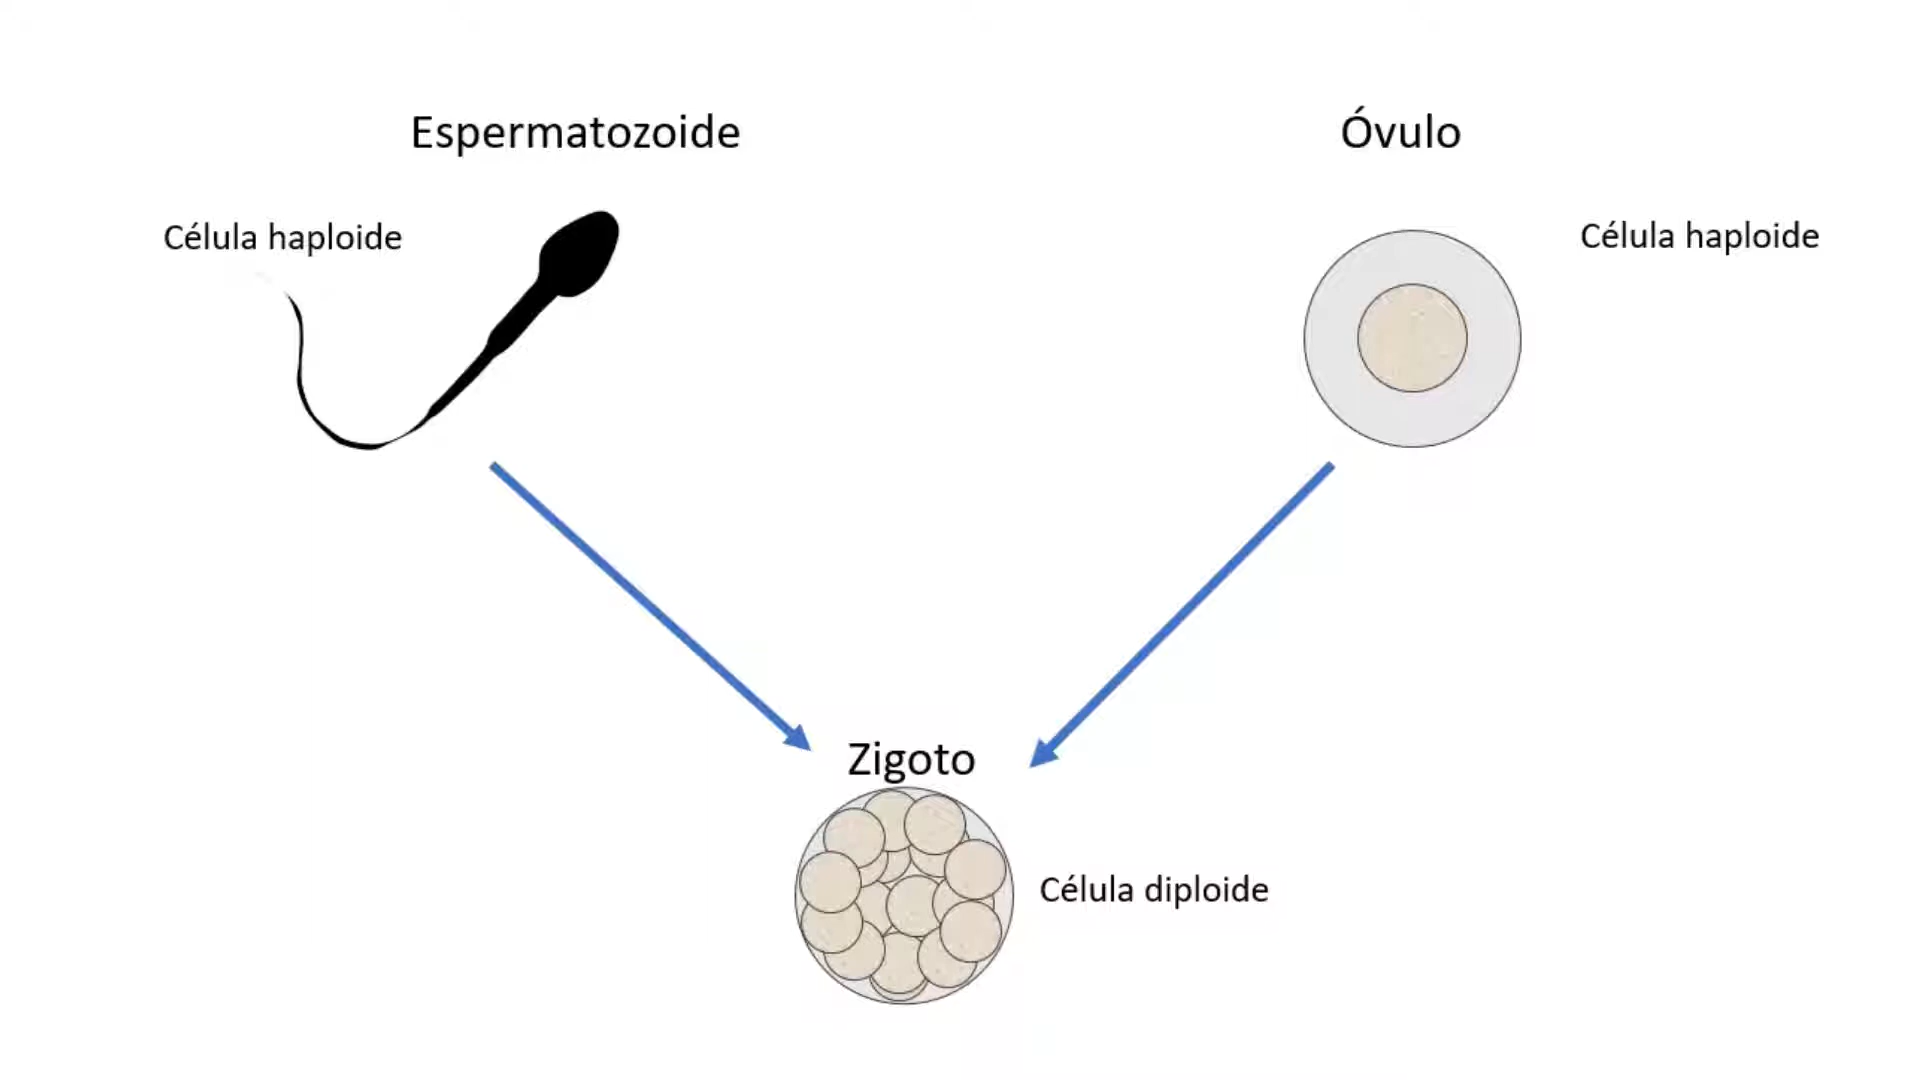 Espermatozoide
Óvulo
Célula haploide
Célula haploide
Zigoto
Célula diploide